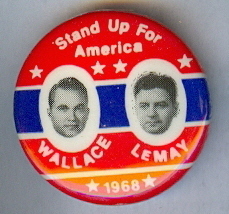 Stand Up For
America
WALLACE
LEMAY
1968